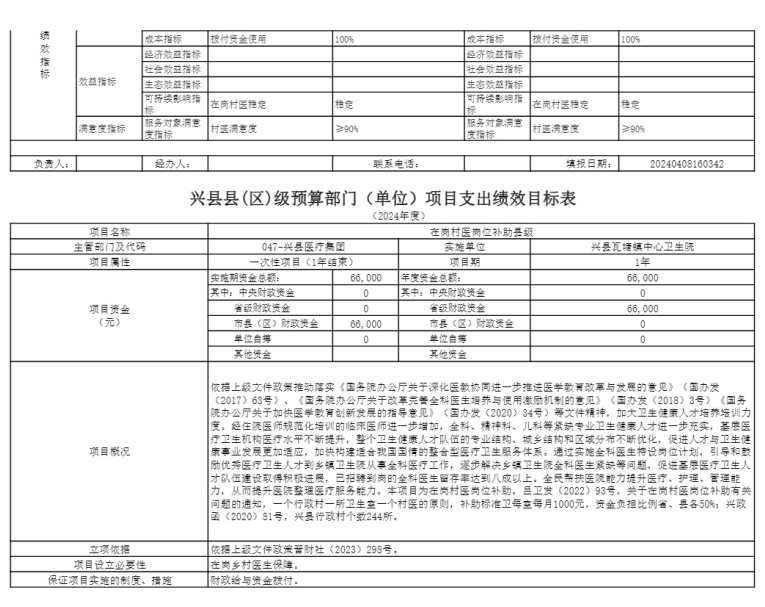 绩效指标
成本指标 拨付资金使用 100% 成本指标 拨付资金使用 100%
效益指标
经济效益指标 经济效益指标
社会效益指标 社会效益指标
生态效益指标 生态效益指标
可持续影响指标 在岗村医稳定 稳定 可持续影响指标 在岗村医稳定 稳定
满意度指标 服务对象满意度指标 村医满意度 ≥90% 服务对象满意度指标 村医满意度 ≥90%
负责人: 经办人: 联系电话: 填报日期: 20240408160342
兴县县(区)级预算部门（单位）项目支出绩效目标表
（2024年度）
项目名称 在岗村医岗位补助县级
主管部门及代码 047-兴县医疗集团 实施单位 兴县瓦塘镇中心卫生院
项目属性 一次性项目（1年结束） 项目期 1年
项目资金
（元）
实施期资金总额: 66,000 年度资金总额: 66,000
其中: 中央财政资金 0 其中: 中央财政资金 0
省级财政资金 0 省级财政资金 66,000
市县（区）财政资金 66,000 市县（区）财政资金 0
单位自筹 0 单位自筹 0
其他资金 其他资金
项目概况
依据上级文件政策推动落实《国务院办公厅关于深化医教协同进一步推进医学教育改革与发展的意见》（国办发
（2017）63号）、《国务院办公厅关于改革完善全科医生培养与使用激励机制的意见》（国办发（2018）3号）《国务
院办公厅关于加快医学教育创新发展的指导意见》（国办发（2020）34号）等文件精神，加大卫生健康人才培养培训力
度。经住院医师规范化培训的临床医师进一步增加，全科、精神科、儿科等紧缺专业卫生健康人才进一步充实，基层医
疗卫生机构医疗水平不断提升，整个卫生健康人才队伍的专业结构、城乡结构和区域分布不断优化，促进人才与卫生健
康事业发展更加适应，加快构建适合我国国情的整合型医疗卫生服务体系。通过实施全科医生特设岗位计划，引导和鼓
励优秀医疗卫生人才到乡镇卫生院从事全科医疗工作，逐步解决乡镇卫生院全科医生紧缺等问题，促进基层医疗卫生人
才队伍建设取得积极进展，已招聘到岗的全科医生留存率达到八成以上。全民帮扶医院能力提升医疗、护理、管理能
力，从而提升医院整理医疗服务能力，本项目为在岗村医岗位补助，吕卫发（2022）93号，关于在岗村医岗位补助有关
问题的通知，一个行政村一所卫生室一个村医的原则，补助标准卫每室每月1000元，资金负担比例省、县各50%；兴政
函（2020）81号，兴县行政村个数244所。
立项依据 依据上级文件政策晋财社（2023）298号。
项目设立必要性 在岗乡村医生保障。
保证项目实施的制度、措施 财政给与资金拨付。